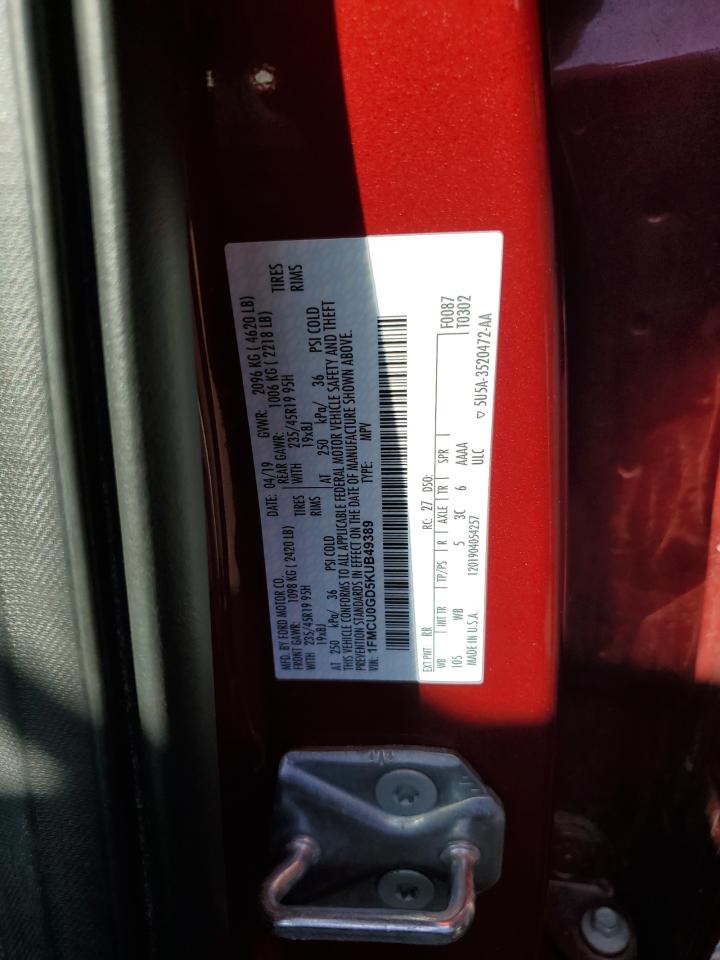 MFD. BY FORD MOTOR CO. DATE: 04/19 GVWR: 2096 KG ( 4620 LB)
FRONT GAWR: 1098 KG (2420 LB) REAR GAWR: 1006 KG ( 2218 LB)
WITH 235/45R19 95H TIRES WITH 235/45R19 95H TIRES
19x8J RIMS 19x8J RIMS
AT 250 kPa/ 36 PSI COLD AT 250 kPa/ 36 PSI COLD
THIS VEHICLE CONFORMS TO ALL APPLICABLE FEDERAL MOTOR VEHICLE SAFETY AND THEFT
PREVENTION STANDARDS IN EFFECT ON THE DATE OF MANUFACTURE SHOWN ABOVE.
VIN: 1FMCU0GD5KUB49389 TYPE: MPV
EXT PNT RR RC: 27 DSO: F0087
WB INT TR TP/PS R AXLE TR SPR T0302
105 WB 5 3C 6 AAAA
MADE IN U.S.A. 1201904054257 ULC ▽ 5U5A-3520472-AA